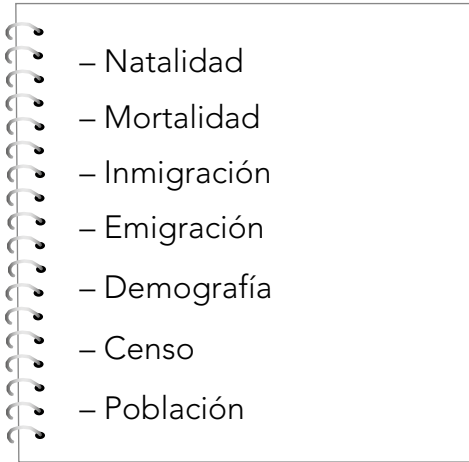 – Natalidad
– Mortalidad
– Inmigración
– Emigración
– Demografía
– Censo
– Población